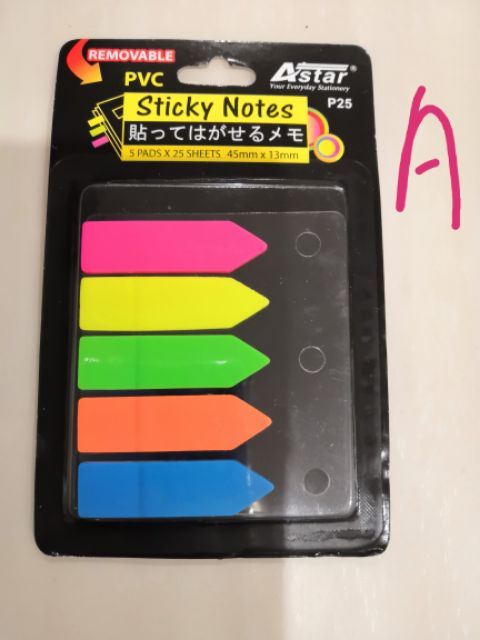 REMOVABLE
PVC
Astar®
Your Everyday Stationery
P25
Sticky Notes
貼ってはがせるメモ
5 PADS X 25 SHEETS 45mm x 13mm
A